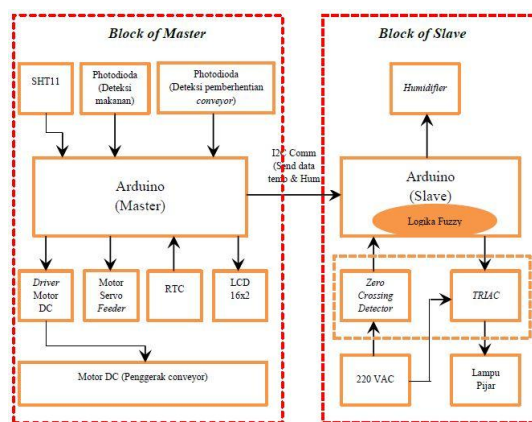 Block of Master
SHT11
Photodioda
(Deteksi
makanan)
Photodioda
(Deteksi pemberhentian
conveyor)
Arduino
(Master)
Driver
Motor
DC
Motor
Servo
Feeder
RTC
LCD
16x2
Motor DC (Penggerak conveyor)
I2C Comm
(Send data
temp & Hum
Block of Slave
Humidifier
Arduino
(Slave)
Logika Fuzzy
Zero
Crossing
Detector
TRIAC
220 VAC
Lampu
Pijar